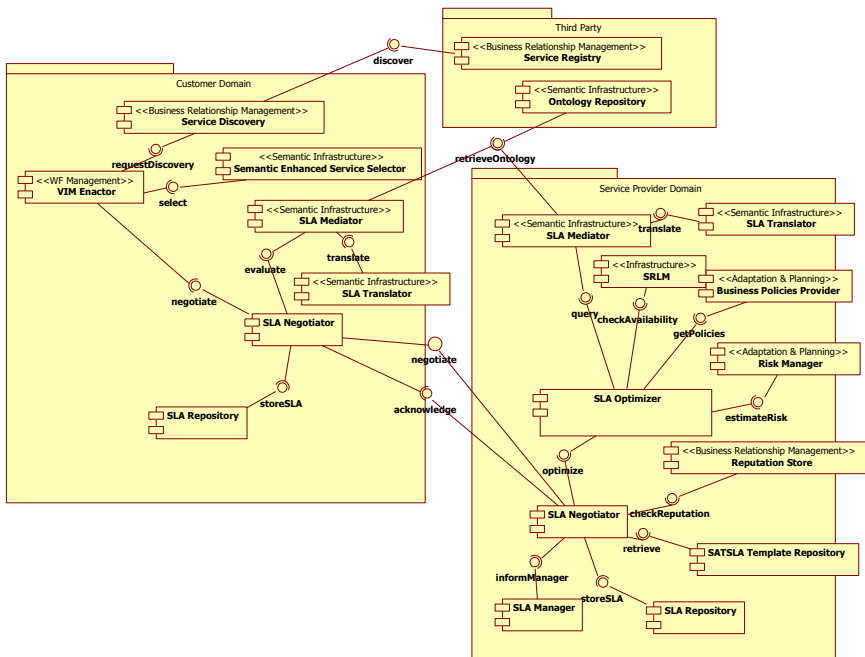 Third Party
<<Business Relationship Management>>
Service Registry
discover
Customer Domain
<<Semantic Infrastructure>>
Ontology Repository
<<Business Relationship Management>>
Service Discovery
retrieveOntology
requestDiscovery
<<Semantic Infrastructure>>
Semantic Enhanced Service Selector
<<WF Management>>
VIM Enactor
select
Service Provider Domain
<<Semantic Infrastructure>>
SLA Mediator
<<Semantic Infrastructure>>
SLA Mediator
translate
<<Semantic Infrastructure>>
SLA Translator
evaluate
translate
<<Infrastructure>>
SRLM
<<Semantic Infrastructure>>
SLA Translator
<<Adaptation & Planning>>
Business Policies Provider
negotiate
query
checkAvailability
SLA Negotiator
getPolicies
negotiate
<<Adaptation & Planning>>
Risk Manager
storeSLA
SLA Repository
acknowledge
SLA Optimizer
estimateRisk
optimize
<<Business Relationship Management>>
Reputation Store
SLA Negotiator
checkReputation
retrieve
SATSLA Template Repository
informManager
storeSLA
SLA Manager
SLA Repository